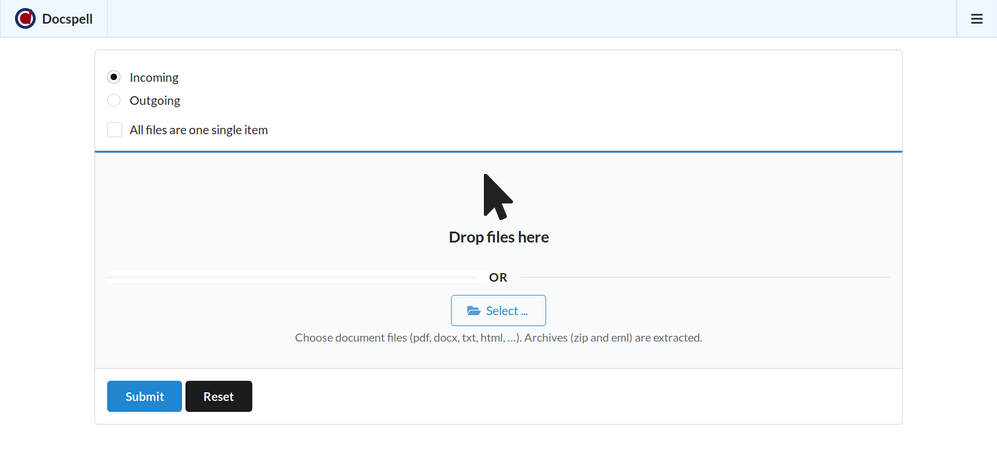 Docspell
Incoming
Outgoing
All files are one single item
Drop files here
OR
Select ...
Choose document files (pdf, docx, txt, html, …). Archives (zip and eml) are extracted.
Submit Reset